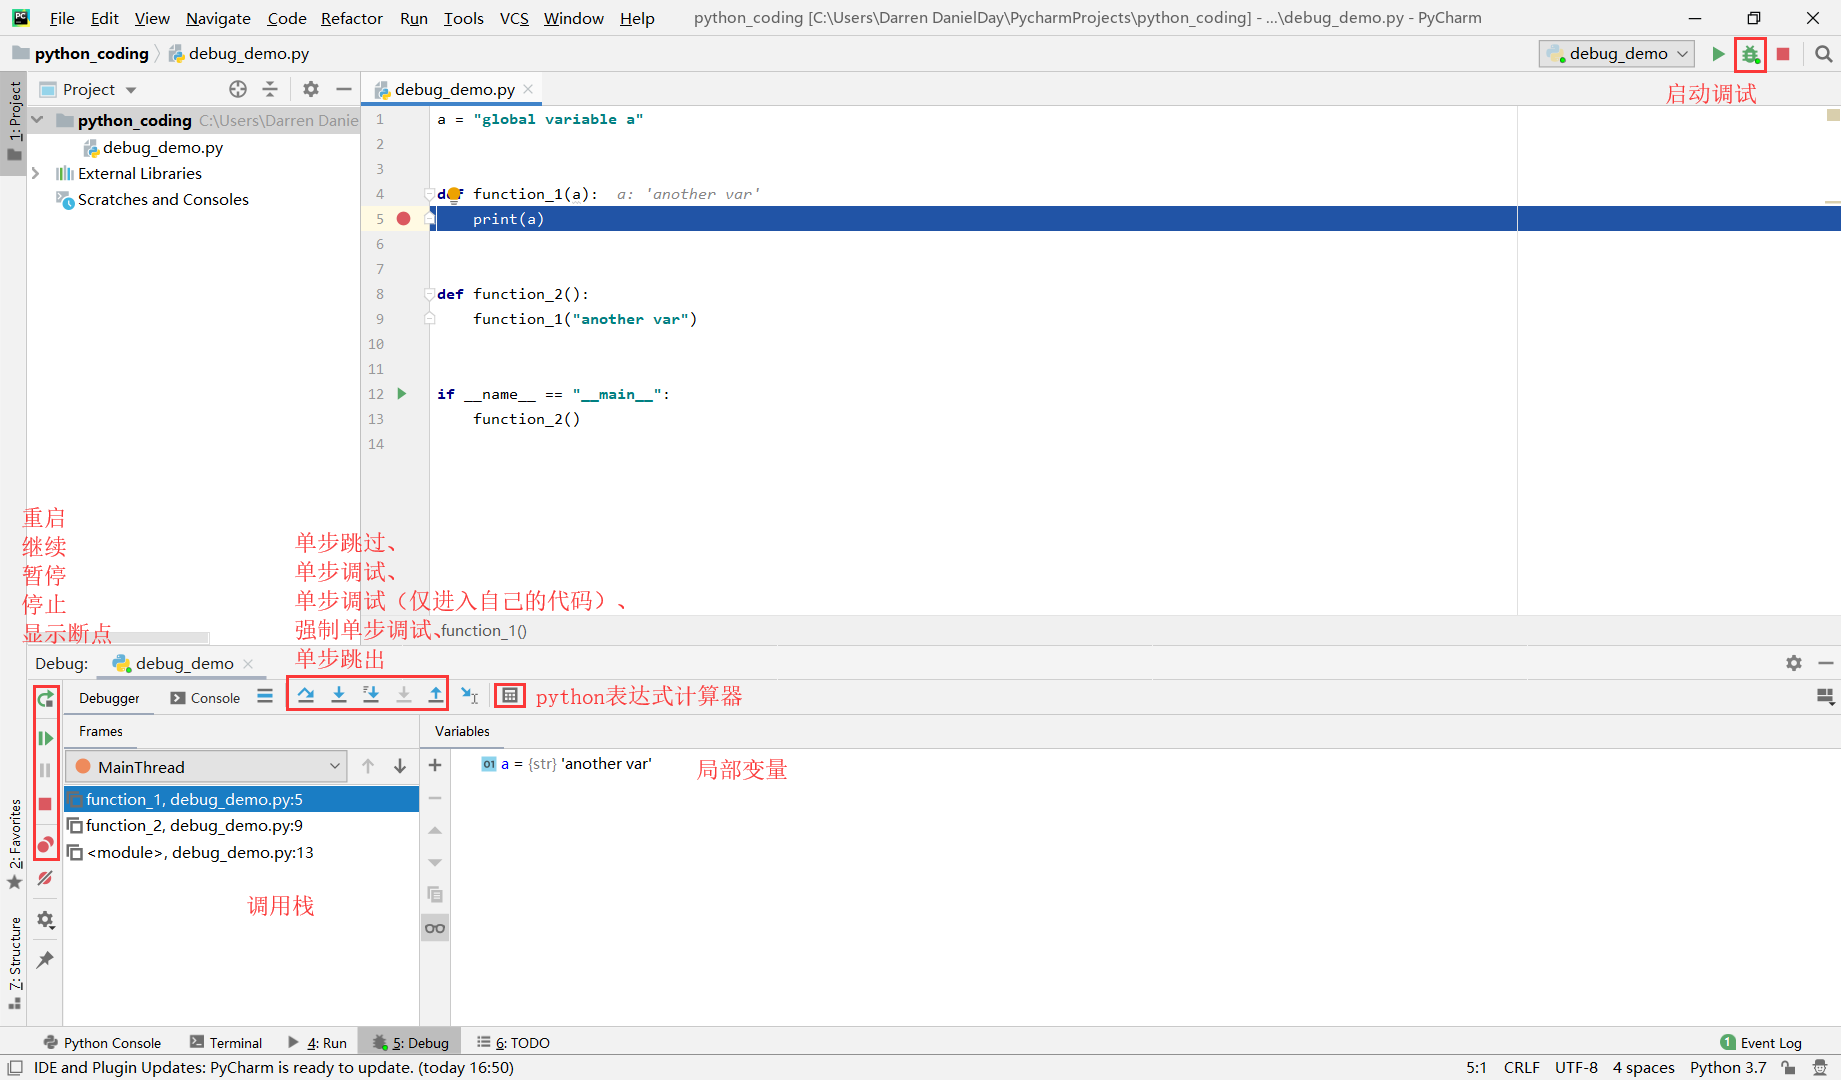 File Edit View Navigate Code Refactor Run Tools VCS Window Help python_coding [C:\Users\Darren DanielDay\PycharmProjects\python_coding] - ...\debug_demo.py - PyCharm
python_coding debug_demo.py debug_demo
启动调试
1: Project
Project
debug_demo.py
python_coding C:\Users\Darren Danie
debug_demo.py
External Libraries
Scratches and Consoles
1 a = "global variable a"
2
3
4 def function_1(a): a: 'another var'
5 print(a)
6
7
8 def function_2():
9 function_1("another var")
10
11
12 if __name__ == "__main__":
13 function_2()
14
重启
继续
暂停
停止
显示断点
单步跳过、
单步调试、
单步调试（仅进入自己的代码）、
强制单步调试、
单步跳出
function_1()
Debug: debug_demo
Debugger Console
python表达式计算器
Frames Variables
MainThread
01 a = {str} 'another var'
局部变量
function_1, debug_demo.py:5
function_2, debug_demo.py:9
<module>, debug_demo.py:13
调用栈
2: Favorites
7: Structure
Python Console Terminal 4: Run 5: Debug 6: TODO 1 Event Log
IDE and Plugin Updates: PyCharm is ready to update. (today 16:50) 5:1 CRLF UTF-8 4 spaces Python 3.7